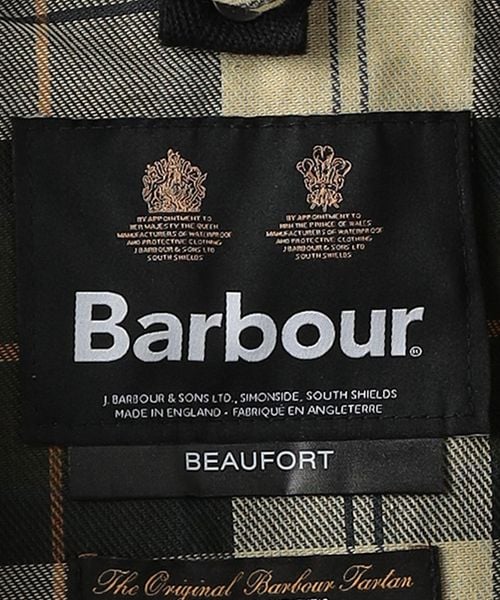 BY APPOINTMENT TO
HER MAJESTY THE QUEEN
MANUFACTURERS OF WATERPROOF
AND PROTECTIVE CLOTHING
J BARBOUR & SONS LTD
SOUTH SHIELDS
BY APPOINTMENT TO
HRH THE PRINCE OF WALES
MANUFACTURERS OF WATERPROOF
AND PROTECTIVE CLOTHING
J BARBOUR & SONS LTD
SOUTH SHIELDS
Barbour®
J. BARBOUR & SONS LTD., SIMONSIDE, SOUTH SHIELDS
MADE IN ENGLAND - FABRIQUÉ EN ANGLETERRE
BEAUFORT
The Original Barbour Tartan